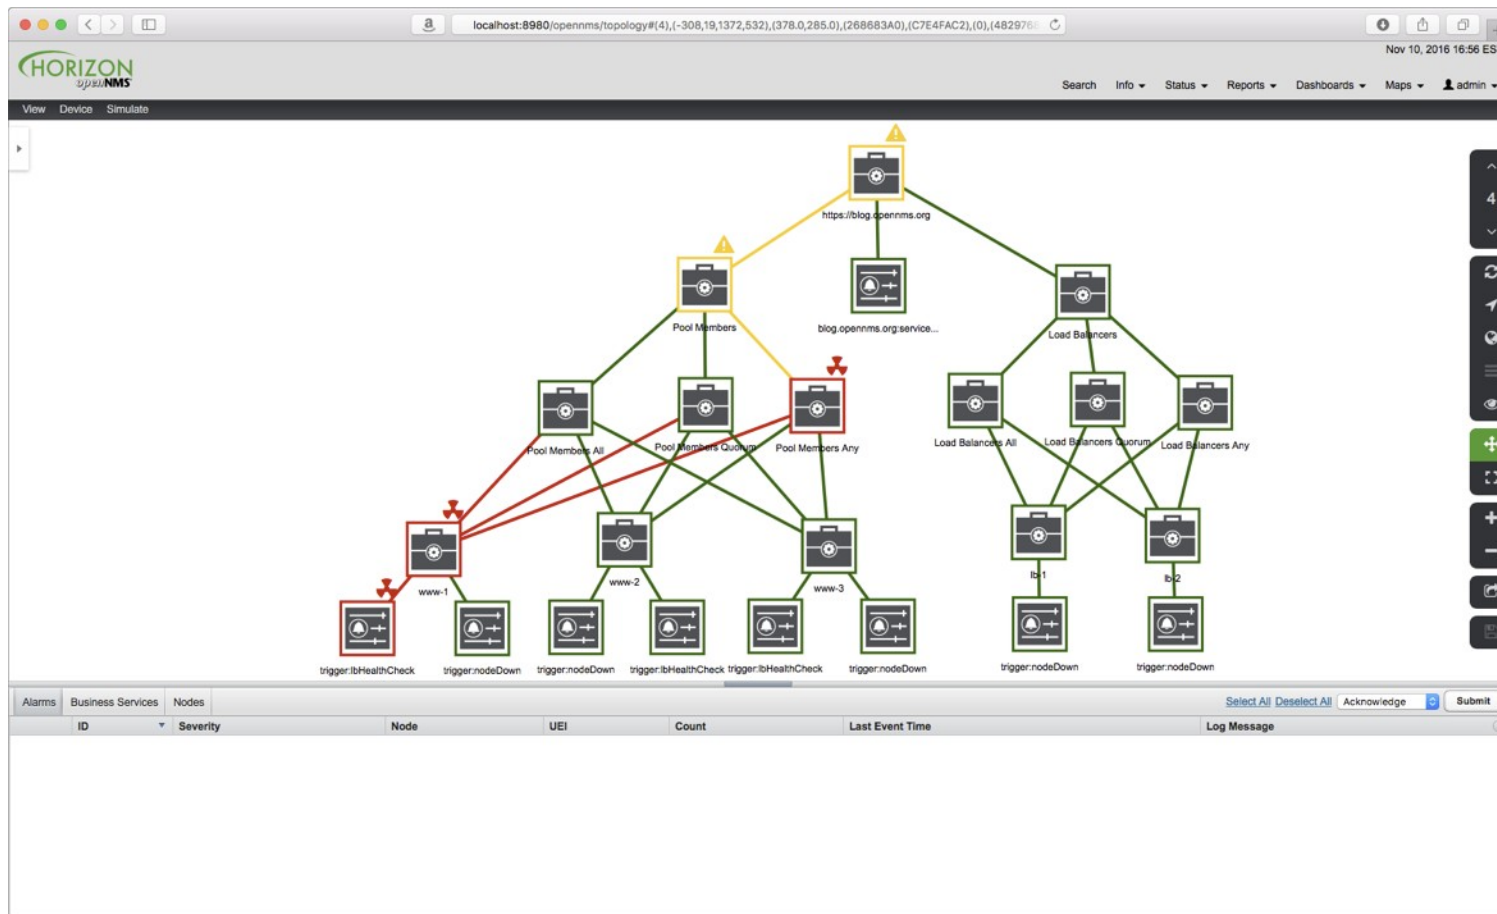 localhost:8980/opennms/topology#(4),(-308,19,1372,532),(378.0,285.0),(268683A0),(C7E4FAC2),(0),(4829768
Nov 10, 2016 16:56 ES
HORIZON
openNMS
Search Info Status Reports Dashboards Maps admin
View Device Simulate
4
https://blog.opennms.org
Pool Members
blog.opennms.org:service...
Load Balancers
Pool Members All
Pool Members Quorum
Pool Members Any
Load Balancers All
Load Balancers Quorum
Load Balancers Any
www-1
www-2
www-3
lb-1
lb-2
trigger:lbHealthCheck
trigger:nodeDown
trigger:nodeDown
trigger:lbHealthCheck
trigger:lbHealthCheck
trigger:nodeDown
trigger:nodeDown
trigger:nodeDown
Alarms Business Services Nodes
Select All Deselect All Acknowledge Submit
ID Severity Node UEI Count Last Event Time Log Message